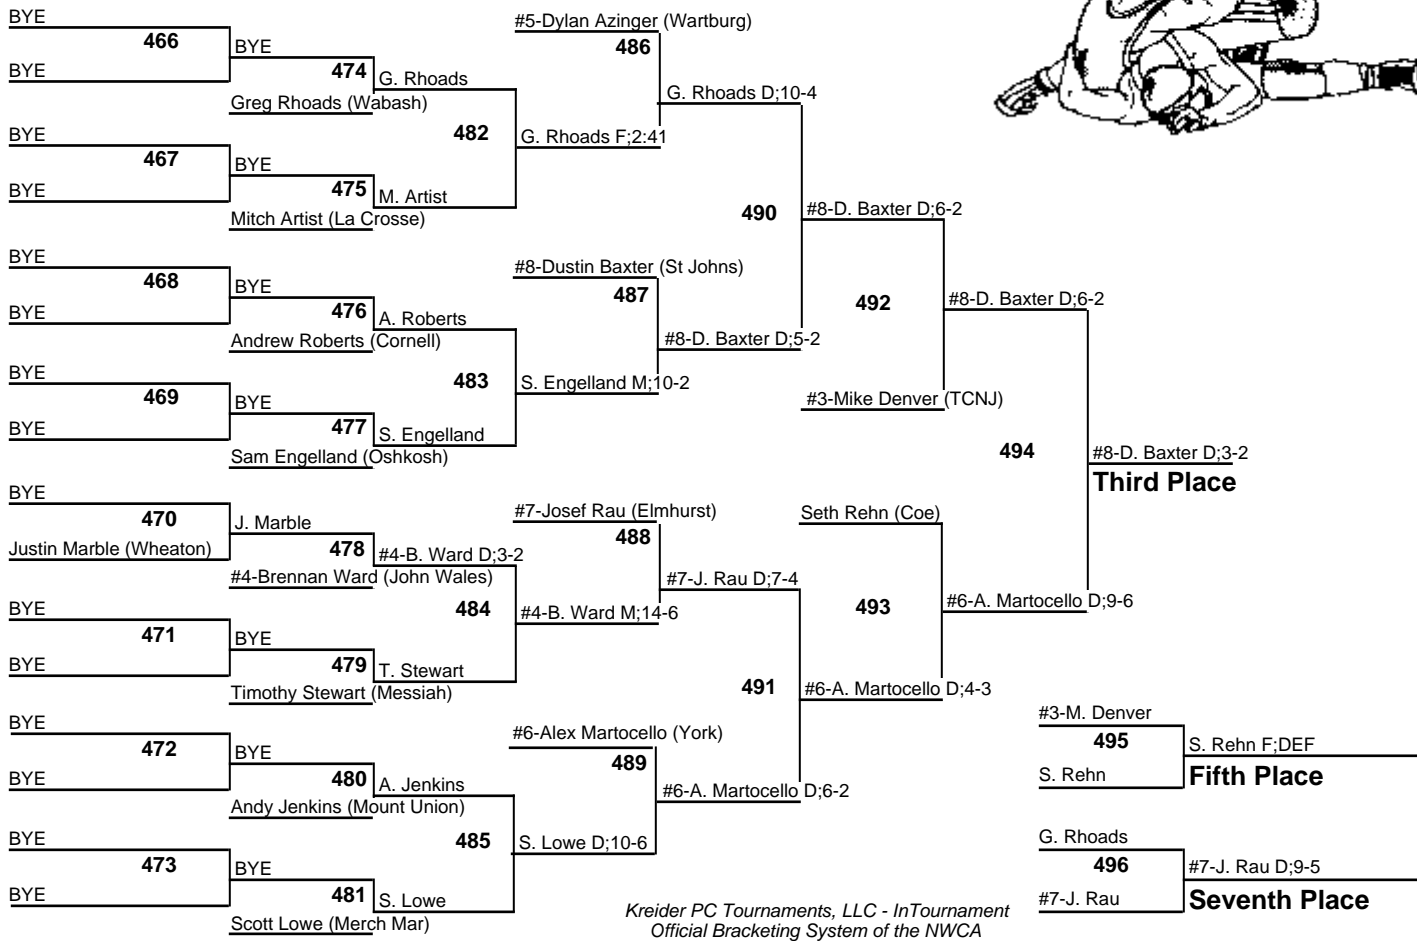 BYE
466
BYE
BYE
474
G. Rhoads
Greg Rhoads (Wabash)
BYE
467
BYE
BYE
475
M. Artist
Mitch Artist (La Crosse)
482
G. Rhoads F;2:41
#5-Dylan Azinger (Wartburg)
486
G. Rhoads D;10-4
BYE
468
BYE
BYE
476
A. Roberts
Andrew Roberts (Cornell)
BYE
469
BYE
BYE
477
S. Engelland
Sam Engelland (Oshkosh)
483
S. Engelland M;10-2
#8-Dustin Baxter (St Johns)
487
#8-D. Baxter D;5-2
490
#8-D. Baxter D;6-2
492
#3-Mike Denver (TCNJ)
#8-D. Baxter D;6-2
494
#8-D. Baxter D;3-2
Third Place
BYE
470
Justin Marble (Wheaton)
J. Marble
478
#4-B. Ward D;3-2
#4-Brennan Ward (John Wales)
BYE
471
BYE
BYE
479
T. Stewart
Timothy Stewart (Messiah)
484
#4-B. Ward M;14-6
#7-Josef Rau (Elmhurst)
488
#7-J. Rau D;7-4
BYE
472
BYE
BYE
480
A. Jenkins
Andy Jenkins (Mount Union)
BYE
473
BYE
BYE
481
S. Lowe
Scott Lowe (Merch Mar)
485
S. Lowe D;10-6
#6-Alex Martocello (York)
489
#6-A. Martocello D;6-2
491
#6-A. Martocello D;4-3
Seth Rehn (Coe)
493
#6-A. Martocello D;9-6
#3-M. Denver
495
S. Rehn
S. Rehn F;DEF
Fifth Place
G. Rhoads
496
#7-J. Rau
#7-J. Rau D;9-5
Seventh Place
Kreider PC Tournaments, LLC - InTournament
Official Bracketing System of the NWCA